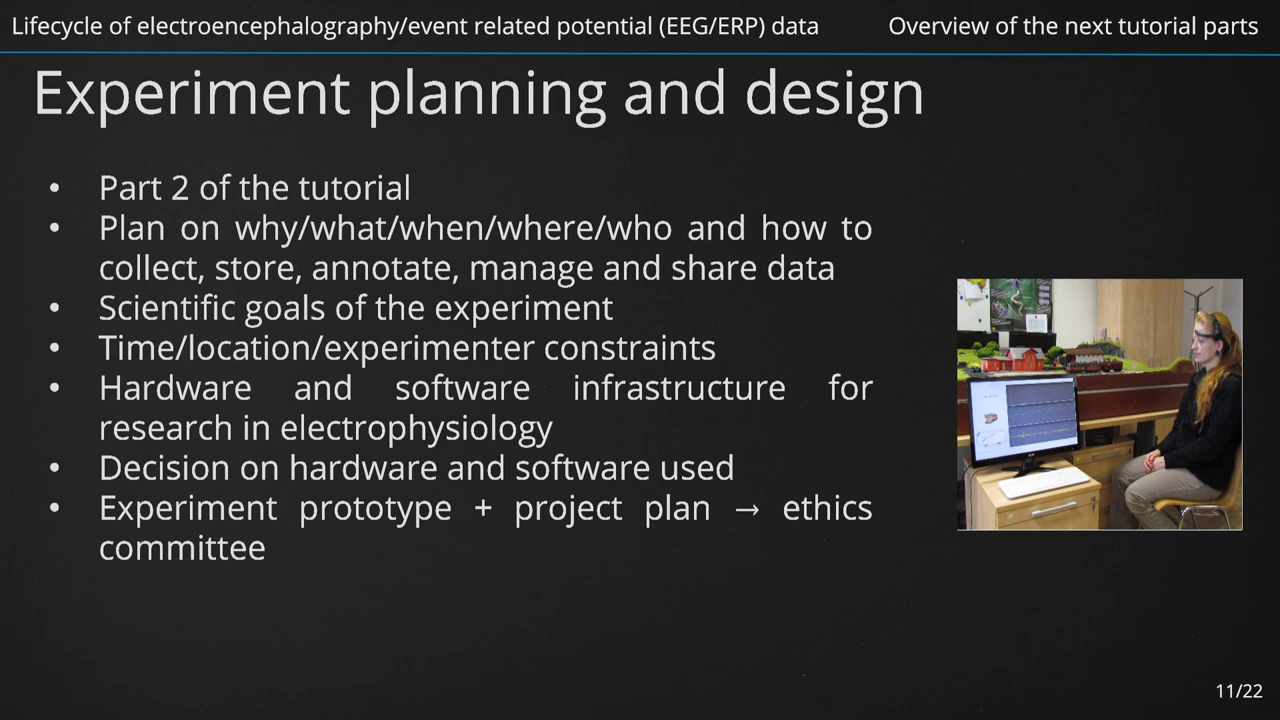 Lifecycle of electroencephalography/event related potential (EEG/ERP) data
Overview of the next tutorial parts
Experiment planning and design
• Part 2 of the tutorial
• Plan on why/what/when/where/who and how to
collect, store, annotate, manage and share data
• Scientific goals of the experiment
• Time/location/experimenter constraints
• Hardware and software infrastructure for
research in electrophysiology
• Decision on hardware and software used
• Experiment prototype + project plan → ethics
committee
11/22